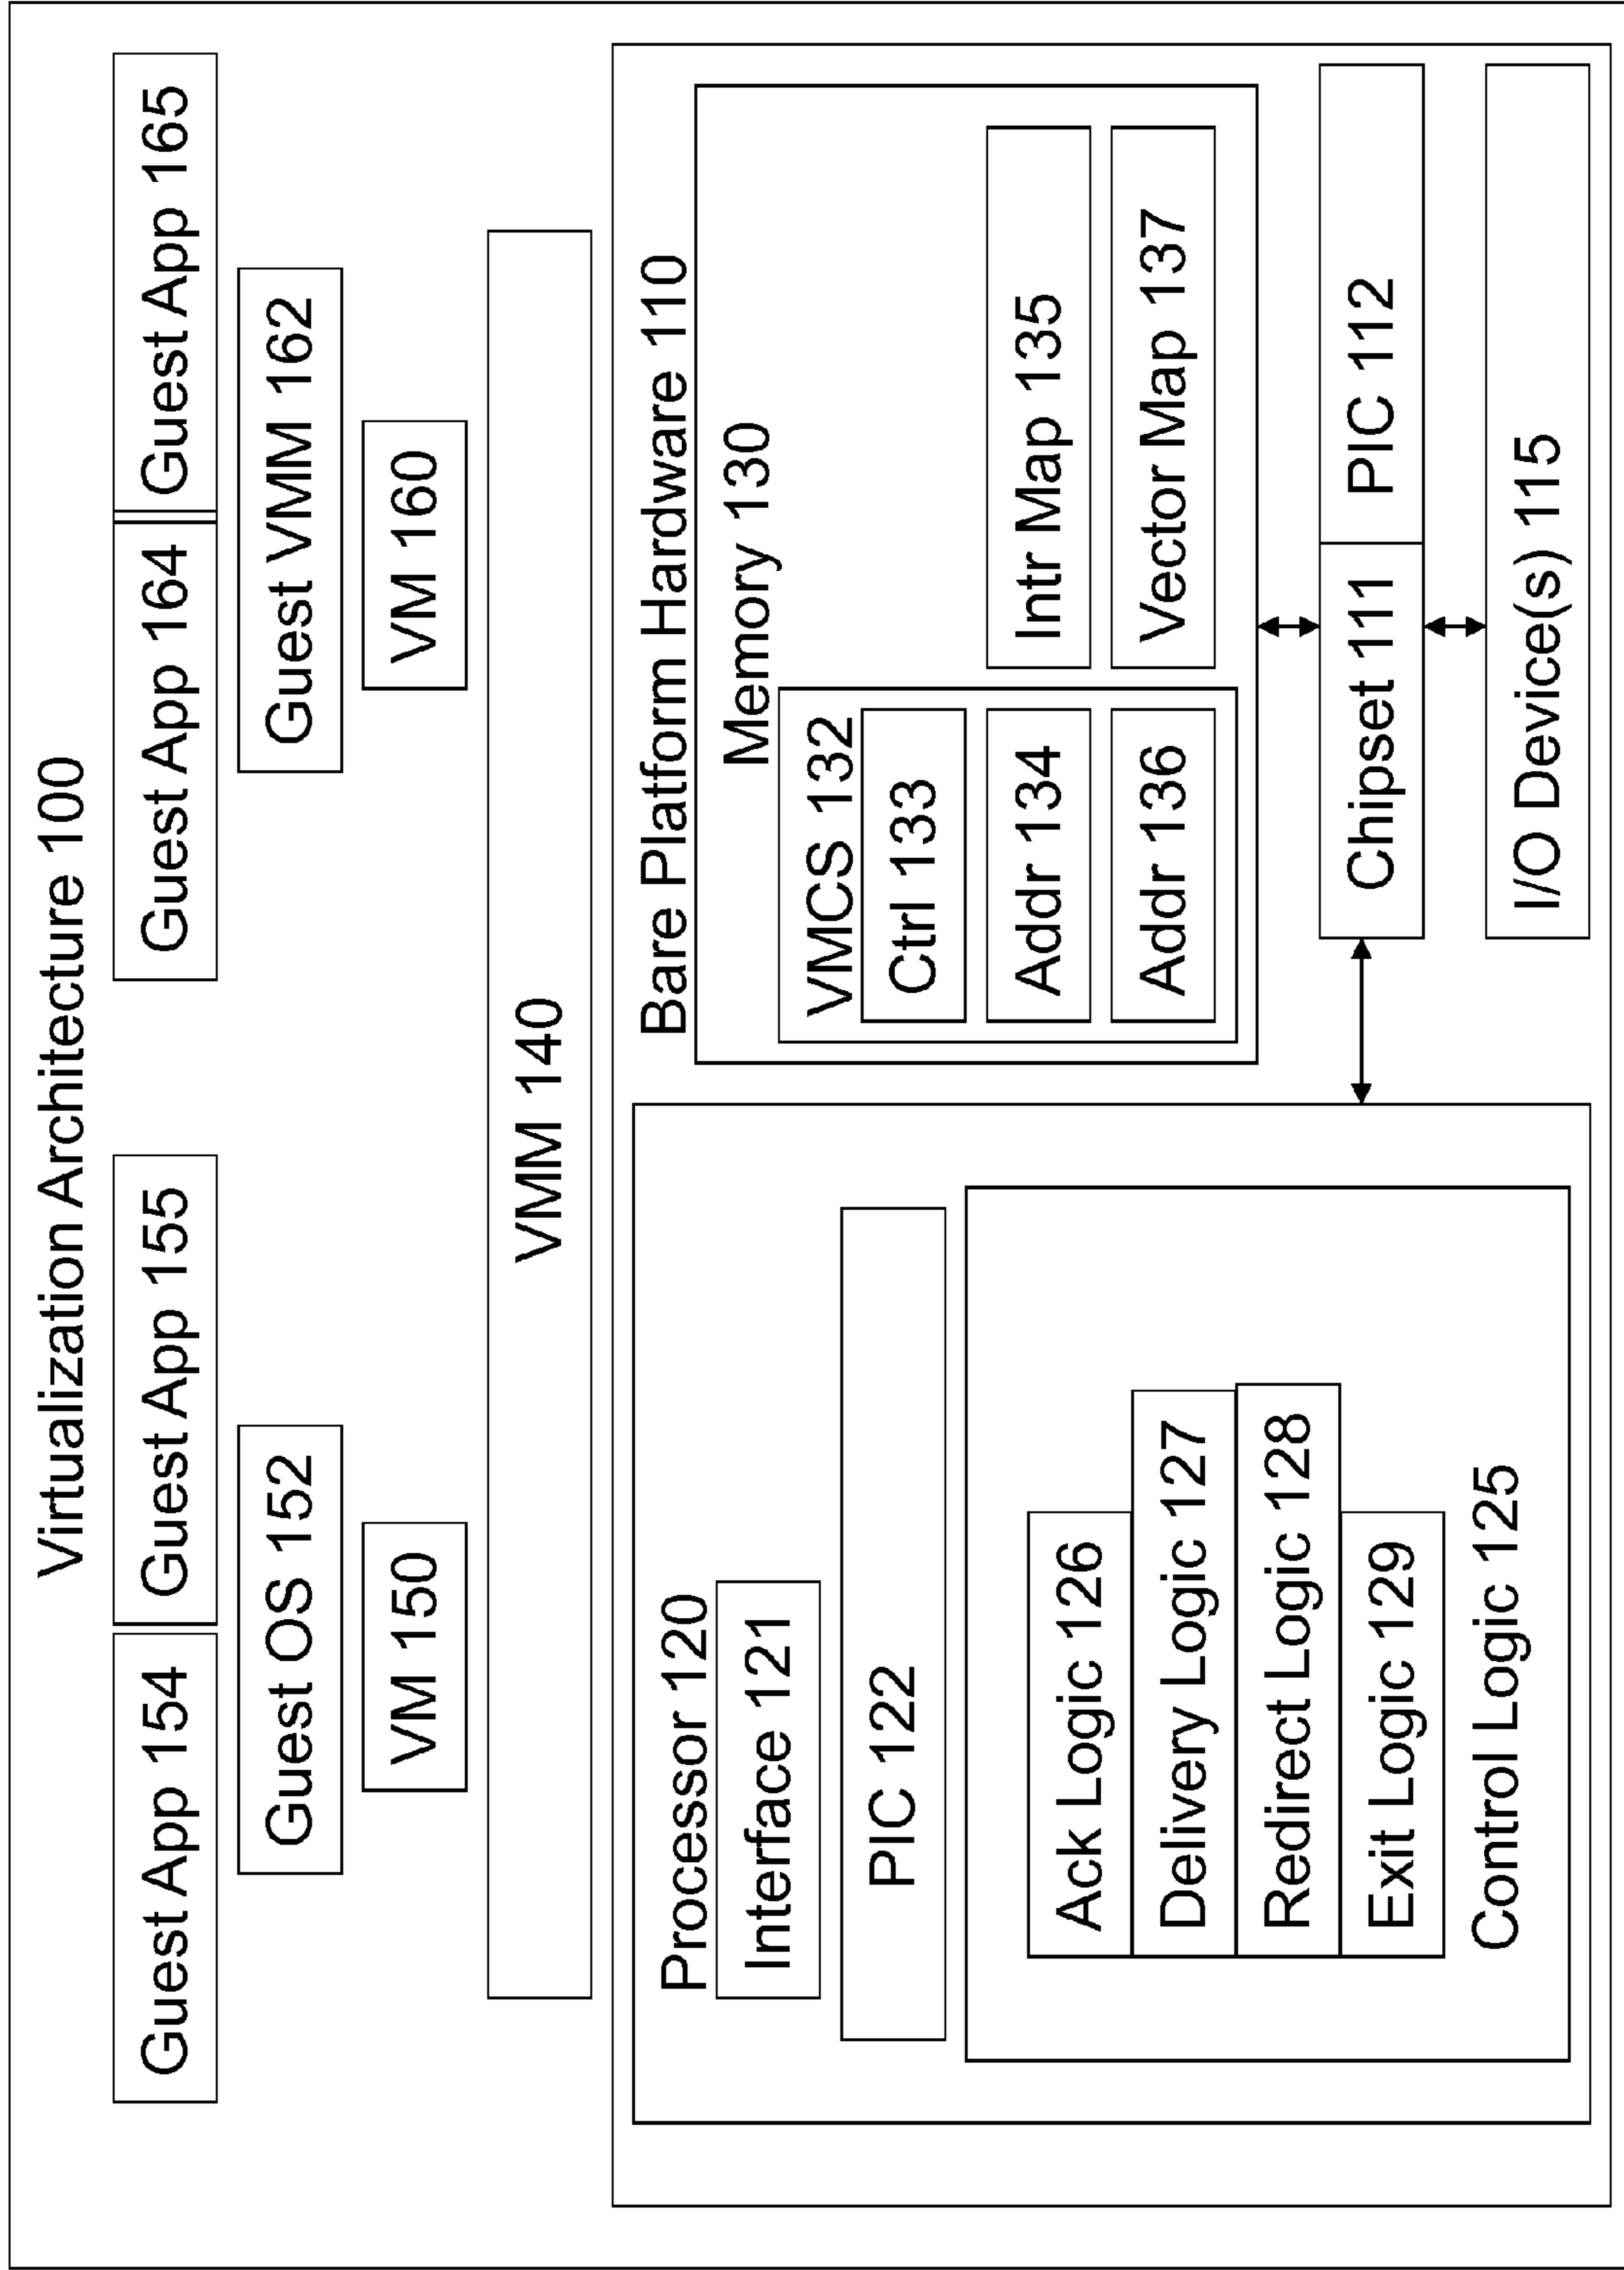 Virtualization Architecture 100
Guest App 154
Guest App 155
Guest App 164
Guest App 165
Guest OS 152
Guest VMM 162
VM 150
VM 160
VMM 140
Bare Platform Hardware 110
Processor 120
Interface 121
PIC 122
Ack Logic 126
Delivery Logic 127
Redirect Logic 128
Exit Logic 129
Control Logic 125
Memory 130
VMCS 132
Ctrl 133
Addr 134
Intr Map 135
Addr 136
Vector Map 137
Chipset 111
PIC 112
I/O Device(s) 115